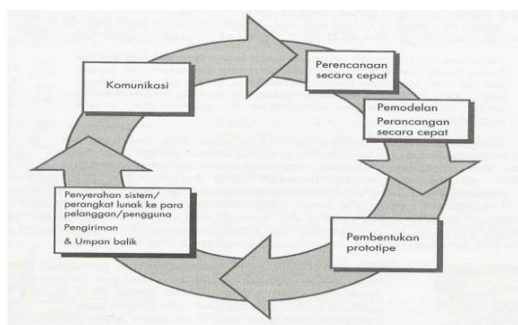 Komunikasi
Perencanaan
secara cepat
Pemodelan
Perancangan
secara cepat
Pembentukan
prototipe
Penyerahan sistem/
perangkat lunak ke para
pelanggan/pengguna
Pengiriman
& Umpan balik